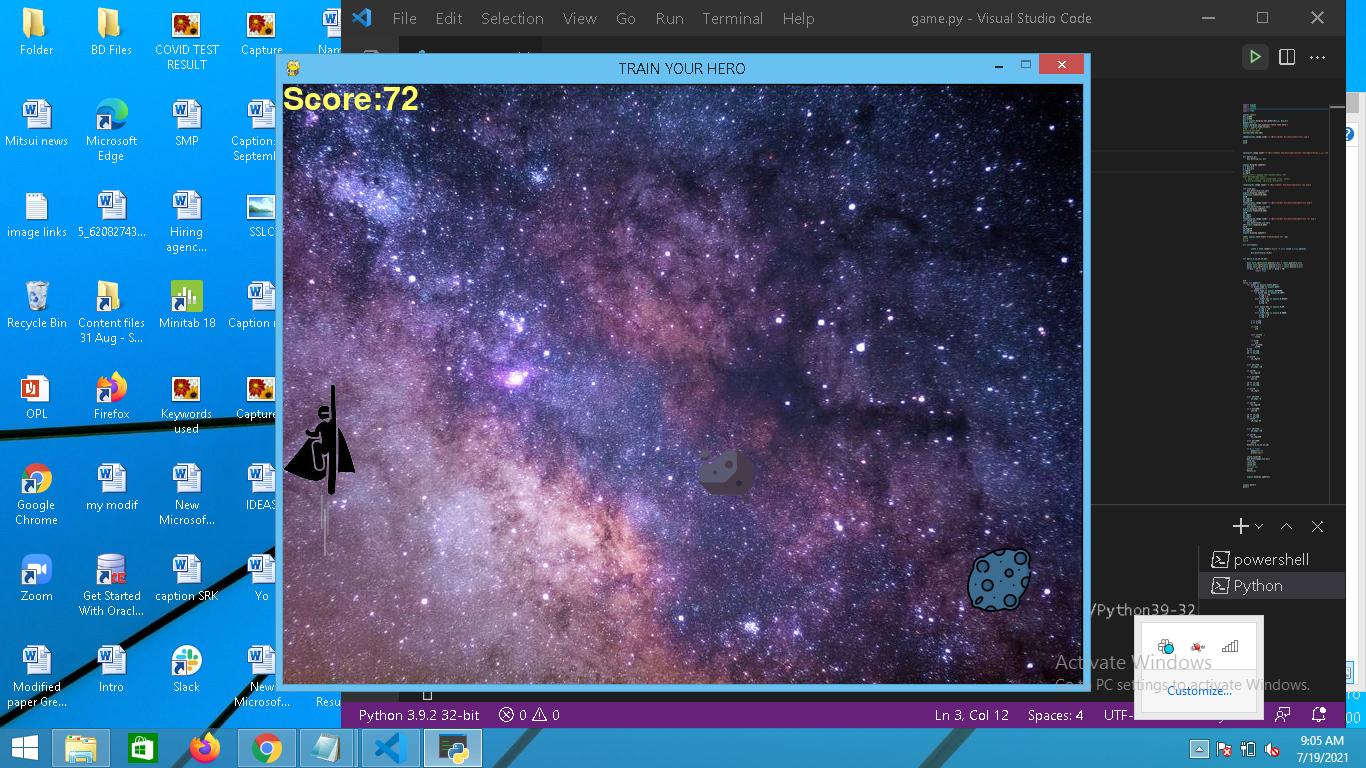 File Edit Selection View Go Run Terminal Help
game.py - Visual Studio Code
TRAIN YOUR HERO
Score:72
Folder
BD Files
COVID TEST
RESULT
Capture
Mitsui news
Microsoft
Edge
SMP
Caption:
image links
5_62082743...
Hiring
agenc...
SSLC
Recycle Bin
Content files
31 Aug - S...
Minitab 18
Caption
OPL
Firefox
Keywords
used
Capture
Google
Chrome
my modif
New
Microsof...
IDEAS
Zoom
Get Started
With Oracl...
caption SRK
Yo
Modified
paper Gre...
Intro
Slack
New
Microsof...
powershell
Python
/Python39-32
Activate Windows
Go to PC settings to activate Windows.
Customize...
Python 3.9.2 32-bit
0
0
Ln 3, Col 12
Spaces: 4
UTF-
9:05 AM
7/19/2021